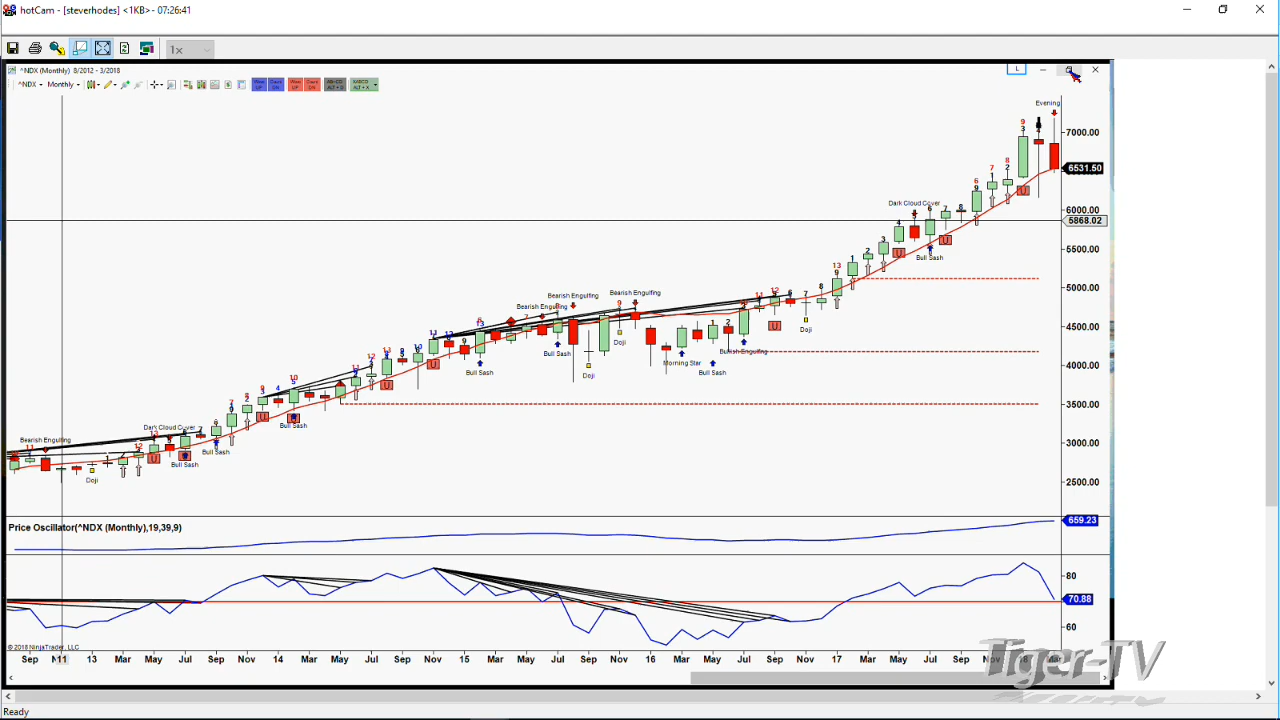 hotCam - [steverhodes] <1KB> - 07:26:41
1x
^NDX (Monthly) 8/2012 - 3/2018
L
^NDX Monthly
Evening
7000.00
6531.50
6000.00
5868.02
5500.00
5000.00
4500.00
4000.00
3500.00
3000.00
2500.00
Dark Cloud Cover
Bull Sash
Bearish Engulfing
Bearish Engulfing
Bearish Engulfing
Doji
Bull Sash
Doji
Doji
Morning Star
Bull Sash
Bullish Engulfing
Bull Sash
Bull Sash
Bearish Engulfing
Dark Cloud Cover
Bull Sash
Bull Sash
Doji
Price Oscillator(^NDX (Monthly),19,39,9)
659.23
80
70.88
60
© 2018 NinjaTrader, LLC
Sep N11 13 Mar May Jul Sep Nov 14 Mar May Jul Sep Nov 15 Mar May Jul Sep Nov 16 Mar May Jul Sep Nov 17 Mar May Jul Sep Nov 18 Mar
Tiger-TV
Ready